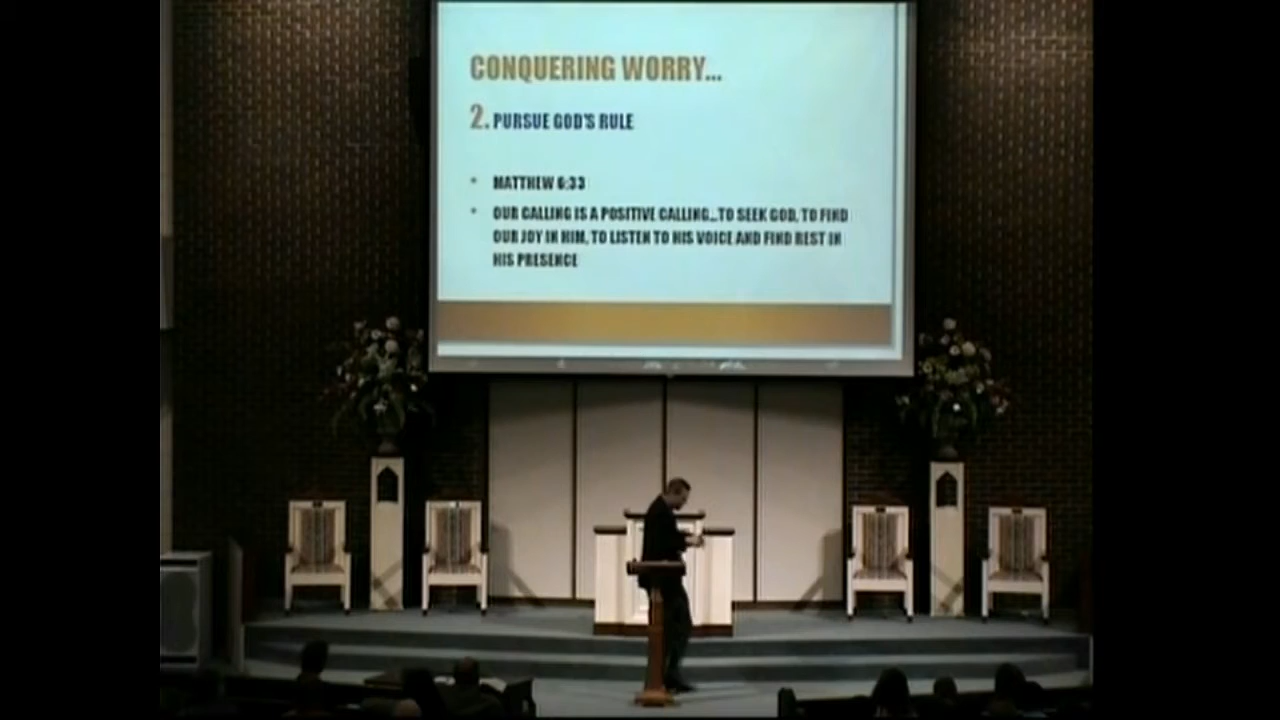 CONQUERING WORRY...
2. PURSUE GOD'S RULE
• MATTHEW 6:33
• OUR CALLING IS A POSITIVE CALLING...TO SEEK GOD, TO FIND
OUR JOY IN HIM, TO LISTEN TO HIS VOICE AND FIND REST IN
HIS PRESENCE